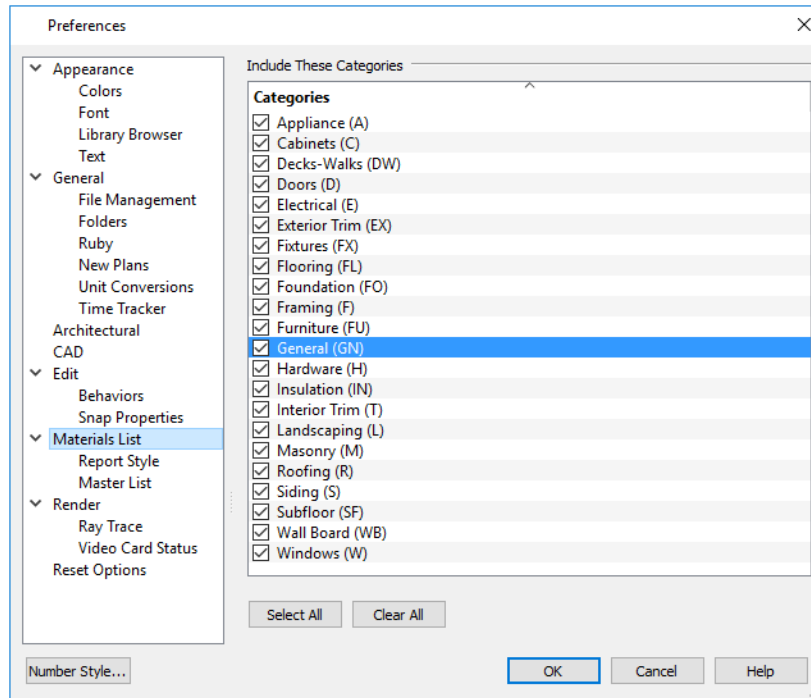 Preferences
Appearance
Colors
Font
Library Browser
Text
General
File Management
Folders
Ruby
New Plans
Unit Conversions
Time Tracker
Architectural
CAD
Edit
Behaviors
Snap Properties
Materials List
Report Style
Master List
Render
Ray Trace
Video Card Status
Reset Options
Include These Categories
Categories
Appliance (A)
Cabinets (C)
Decks-Walks (DW)
Doors (D)
Electrical (E)
Exterior Trim (EX)
Fixtures (FX)
Flooring (FL)
Foundation (FO)
Framing (F)
Furniture (FU)
General (GN)
Hardware (H)
Insulation (IN)
Interior Trim (T)
Landscaping (L)
Masonry (M)
Roofing (R)
Siding (S)
Subfloor (SF)
Wall Board (WB)
Windows (W)
Select All
Clear All
Number Style...
OK
Cancel
Help